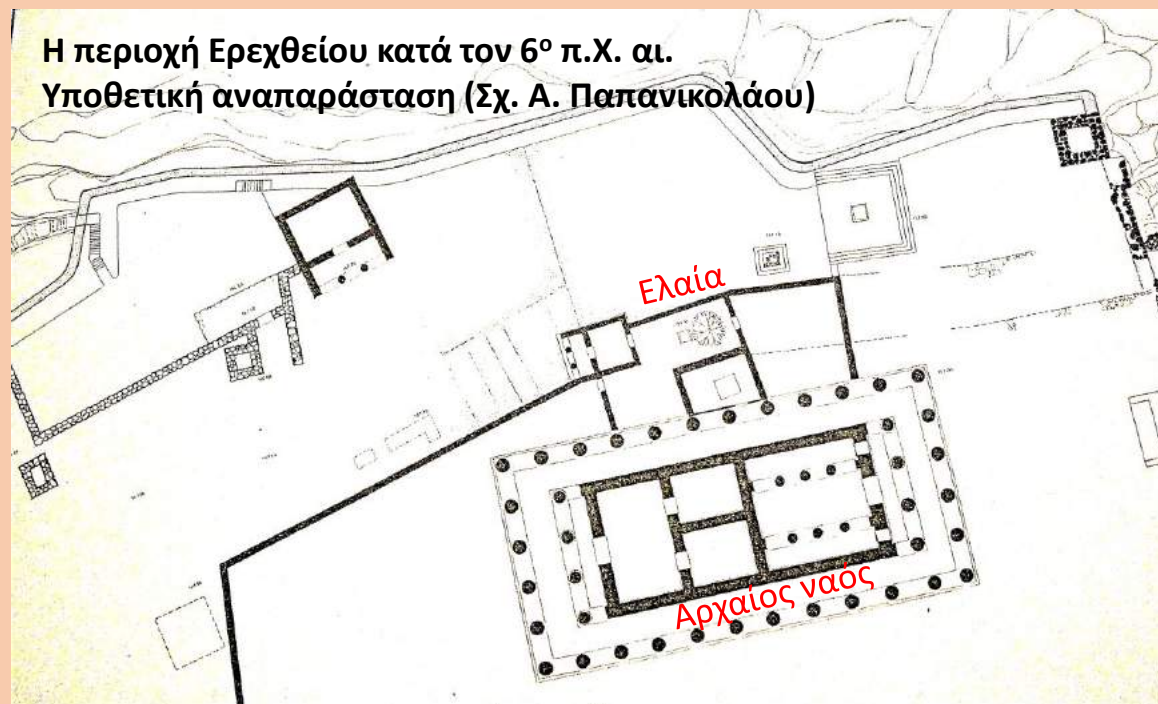 Η περιοχή Ερεχθείου κατά τον 6ο π.Χ. αι.
Υποθετική αναπαράσταση (Σχ. Α. Παπανικολάου)
Ελαία
Αρχαίος ναός